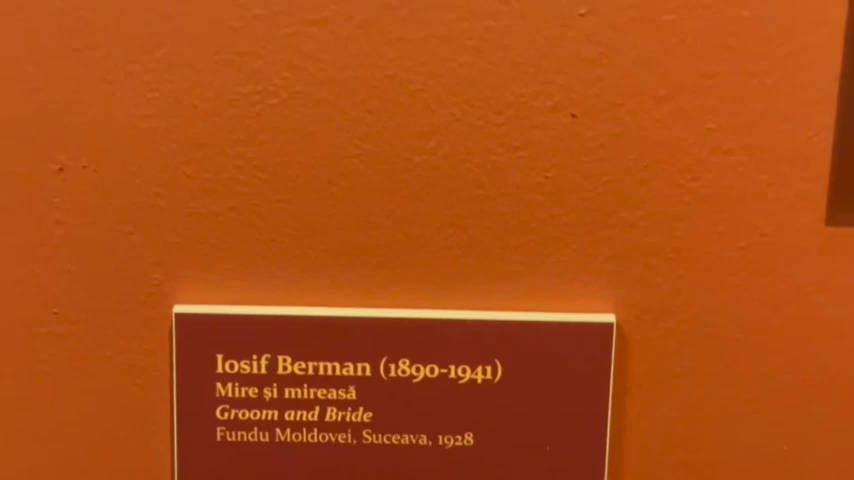 Iosif Berman (1890-1941)
Mire și mireasă
Groom and Bride
Fundu Moldovei, Suceava, 1928